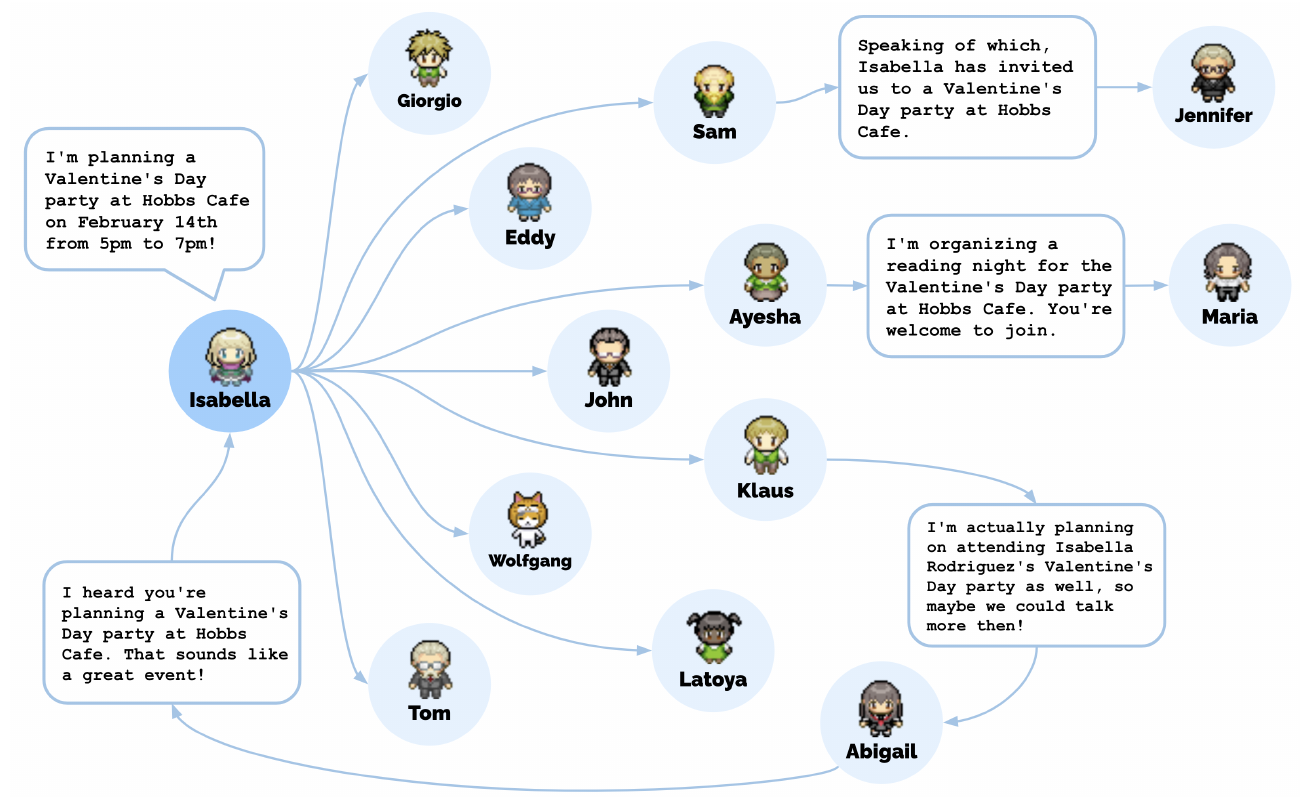 Giorgio
Sam
Speaking of which,
Isabella has invited
us to a Valentine's
Day party at Hobbs
Cafe.
Jennifer
I'm planning a
Valentine's Day
party at Hobbs Cafe
on February 14th
from 5pm to 7pm!
Eddy
Ayesha
I'm organizing a
reading night for the
Valentine's Day party
at Hobbs Cafe. You're
welcome to join.
Maria
Isabella
John
Klaus
Wolfgang
I'm actually planning
on attending Isabella
Rodriguez's Valentine's
Day party as well, so
maybe we could talk
more then!
I heard you're
planning a Valentine's
Day party at Hobbs
Cafe. That sounds like
a great event!
Tom
Latoya
Abigail